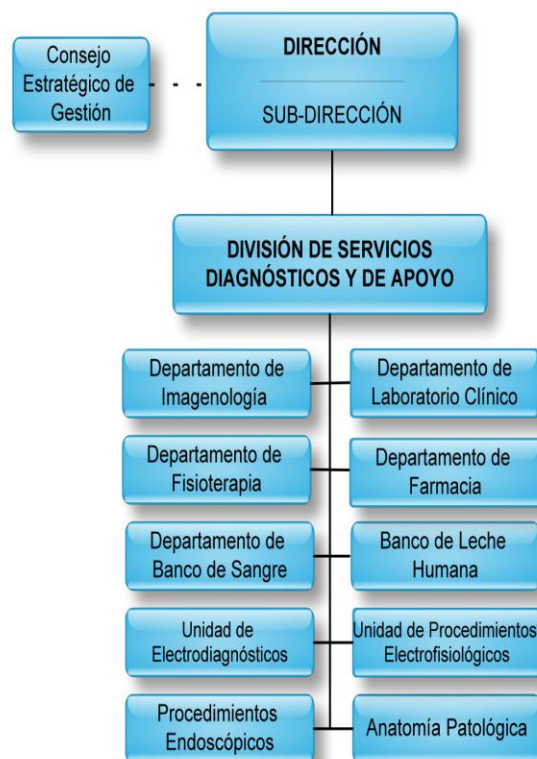 Consejo
Estratégico de
Gestión
DIRECCIÓN
SUB-DIRECCIÓN
DIVISIÓN DE SERVICIOS
DIAGNÓSTICOS Y DE APOYO
Departamento de
Imagenología
Departamento de
Laboratorio Clínico
Departamento de
Fisioterapia
Departamento de
Farmacia
Departamento de
Banco de Sangre
Banco de Leche
Humana
Unidad de
Electrodiagnósticos
Unidad de Procedimientos
Electrofisiológicos
Procedimientos
Endoscópicos
Anatomía Patológica